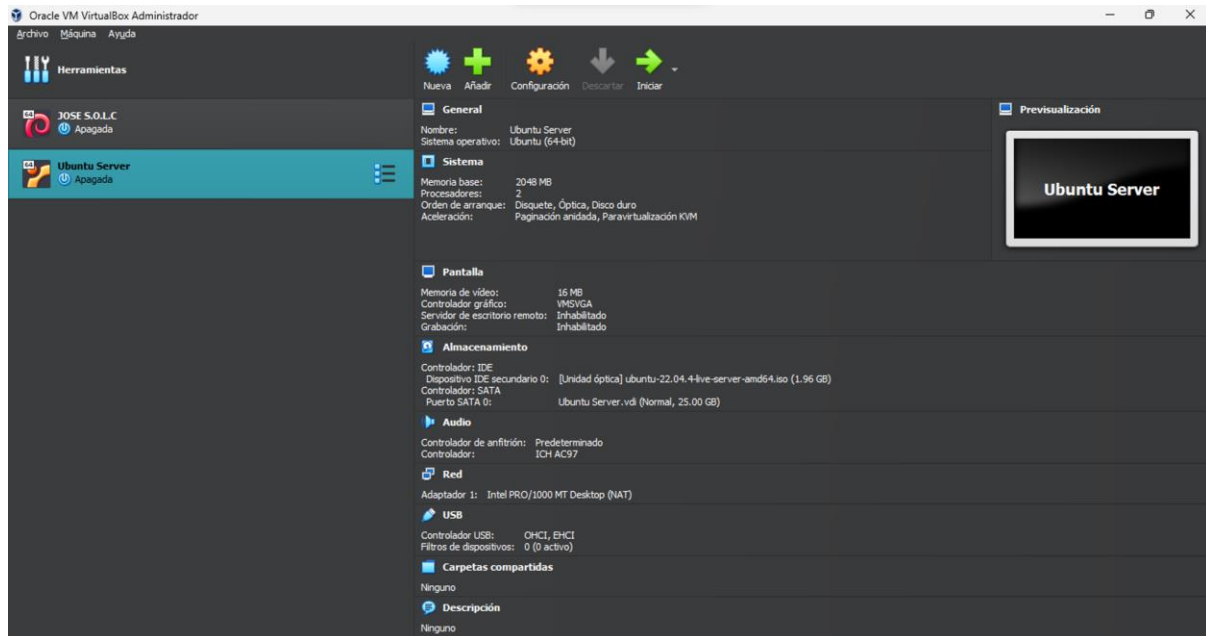 Oracle VM VirtualBox Administrador
Archivo Máquina Ayuda
Herramientas
64
JOSE S.O.L.C
Apagada
64
Ubuntu Server
Apagada
Nueva Añadir Configuración Descartar Iniciar
General
Nombre: Ubuntu Server
Sistema operativo: Ubuntu (64-bit)
Previsualización
Ubuntu Server
Sistema
Memoria base: 2048 MB
Procesadores: 2
Orden de arranque: Disquete, Óptica, Disco duro
Aceleración: Paginación anidada, Paravirtualización KVM
Pantalla
Memoria de vídeo: 16 MB
Controlador gráfico: VMSVGA
Servidor de escritorio remoto: Inhabilitado
Grabación: Inhabilitado
Almacenamiento
Controlador: IDE
Dispositivo IDE secundario 0: [Unidad óptica] ubuntu-22.04.4-live-server-amd64.iso (1.96 GB)
Controlador: SATA
Puerto SATA 0: Ubuntu Server.vdi (Normal, 25.00 GB)
Audio
Controlador de anfitrión: Predeterminado
Controlador: ICH AC97
Red
Adaptador 1: Intel PRO/1000 MT Desktop (NAT)
USB
Controlador USB: OHCI, EHCI
Filtros de dispositivos: 0 (0 activo)
Carpetas compartidas
Ninguno
Descripción
Ninguno